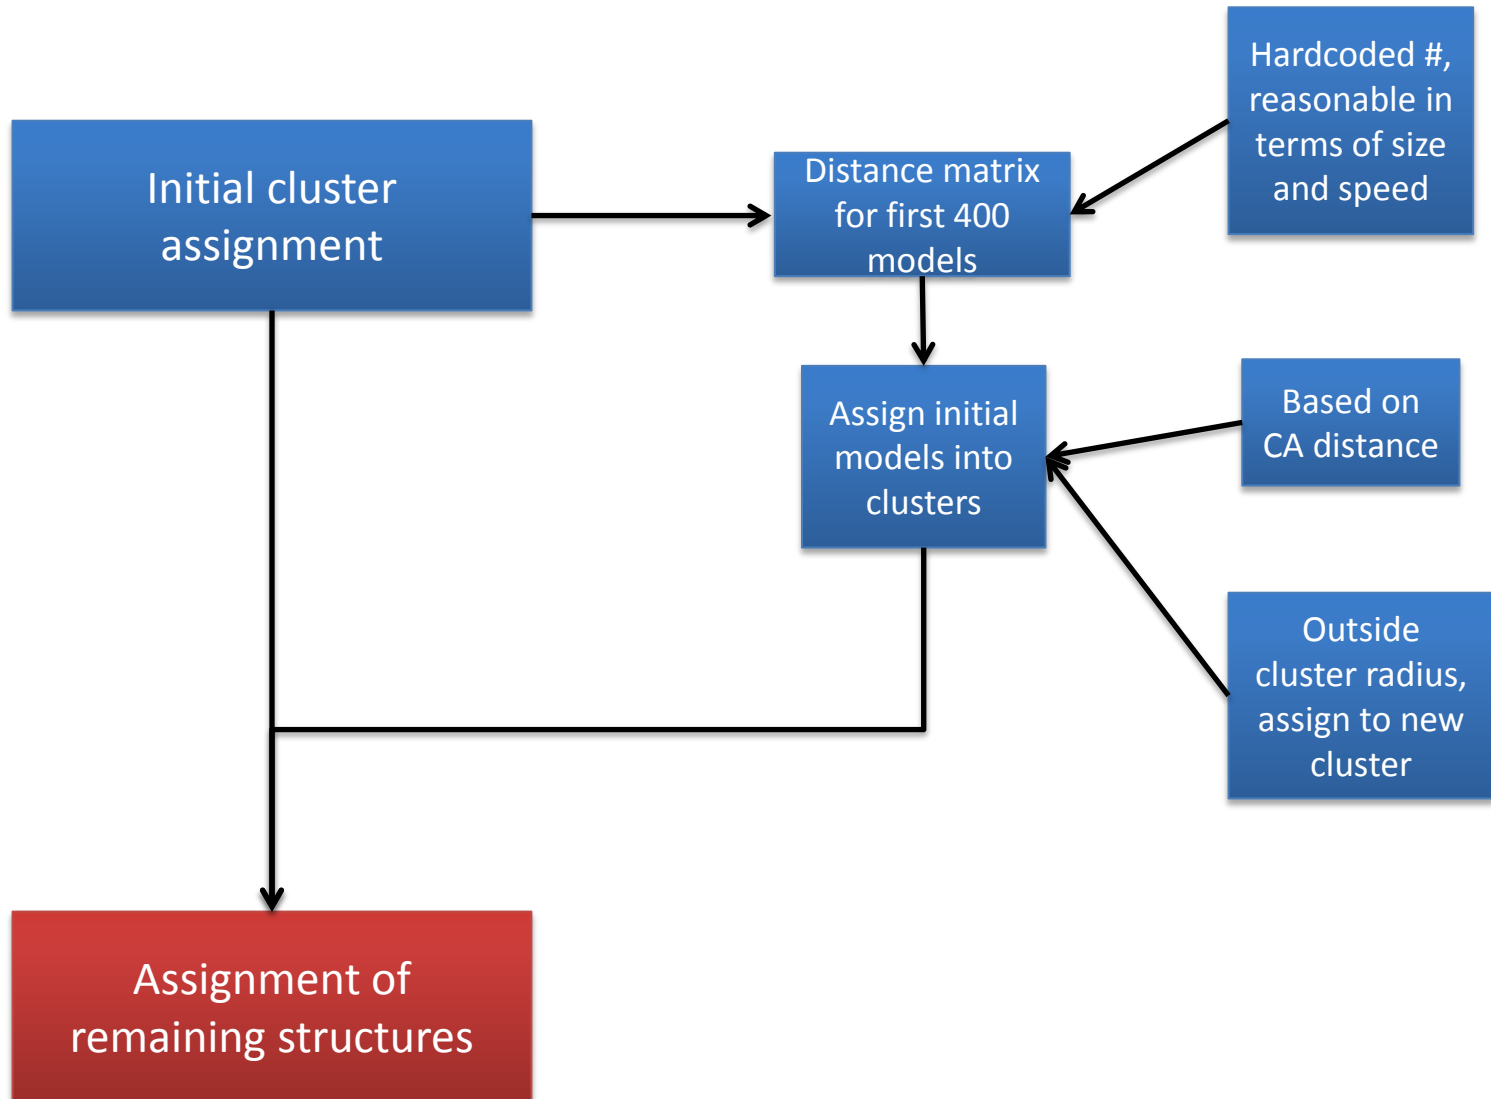 Initial cluster
assignment
Distance matrix
for first 400
models
Hardcoded #,
reasonable in
terms of size
and speed
Assign initial
models into
clusters
Based on
CA distance
Outside
cluster radius,
assign to new
cluster
Assignment of
remaining structures